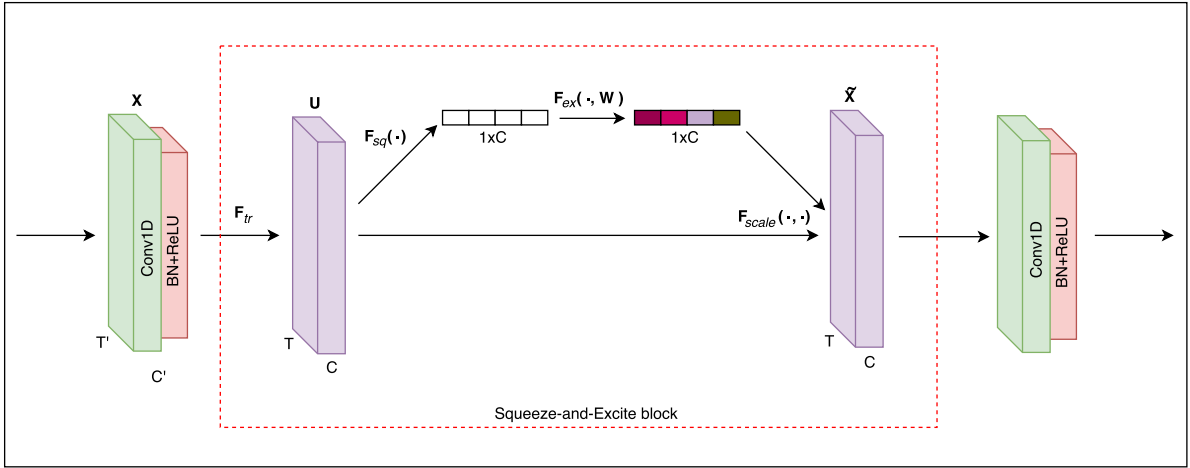 X
Conv1D
BN+ReLU
T'
C'
F_tr
U
T
C
F_sq(·)
1xC
F_ex(·, W)
1xC
F_scale(·,·)
X̃
T
C
Squeeze-and-Excite block
Conv1D
BN+ReLU